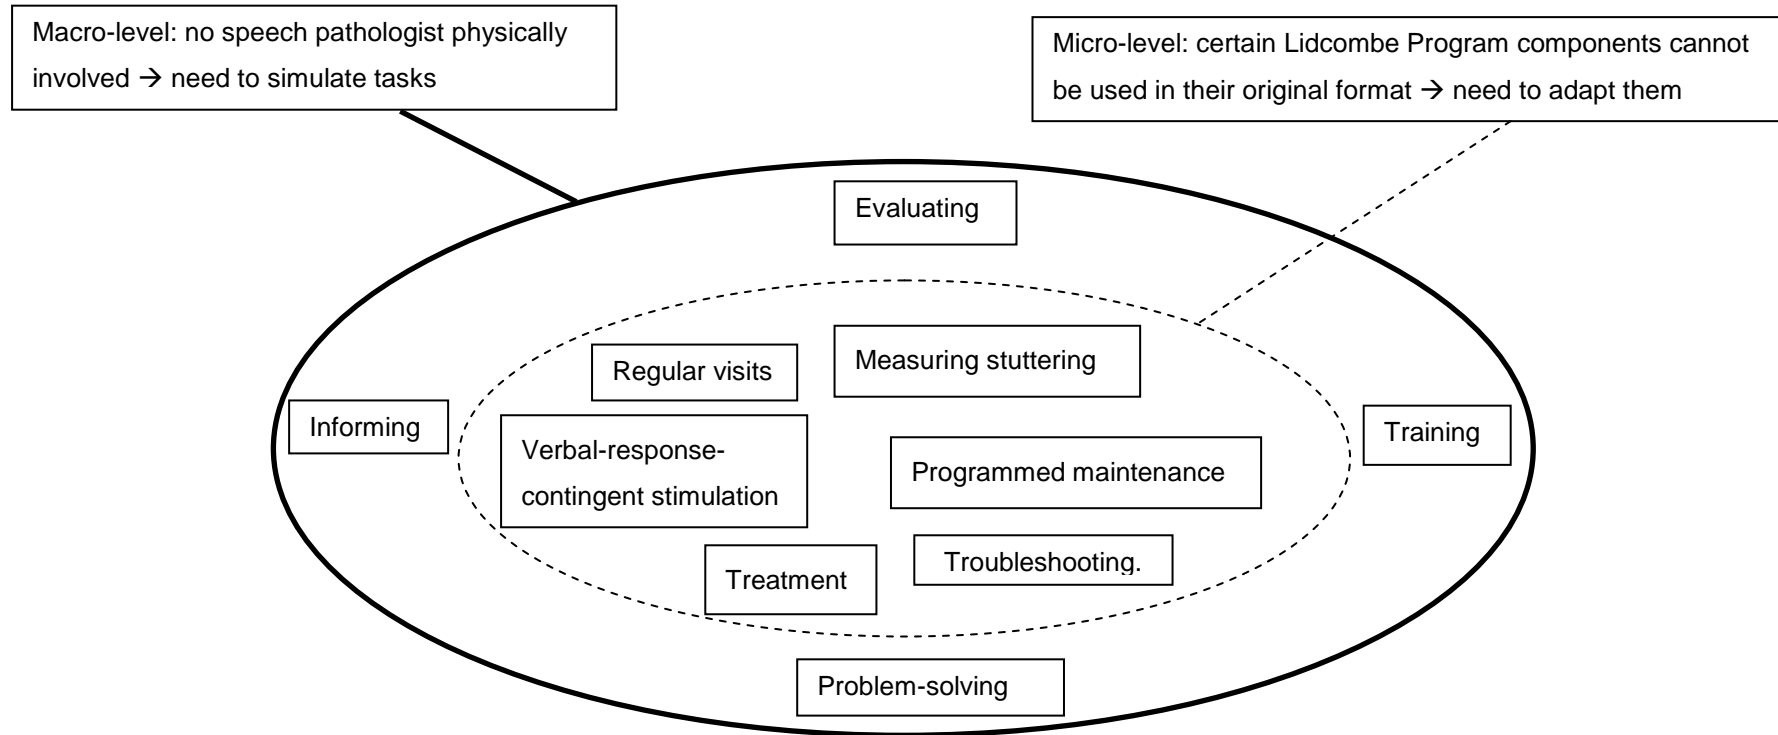 Macro-level: no speech pathologist physically
involved → need to simulate tasks
Micro-level: certain Lidcombe Program components cannot
be used in their original format → need to adapt them
Evaluating
Measuring stuttering
Regular visits
Informing
Training
Verbal-response-
contingent stimulation
Programmed maintenance
Troubleshooting.
Treatment
Problem-solving